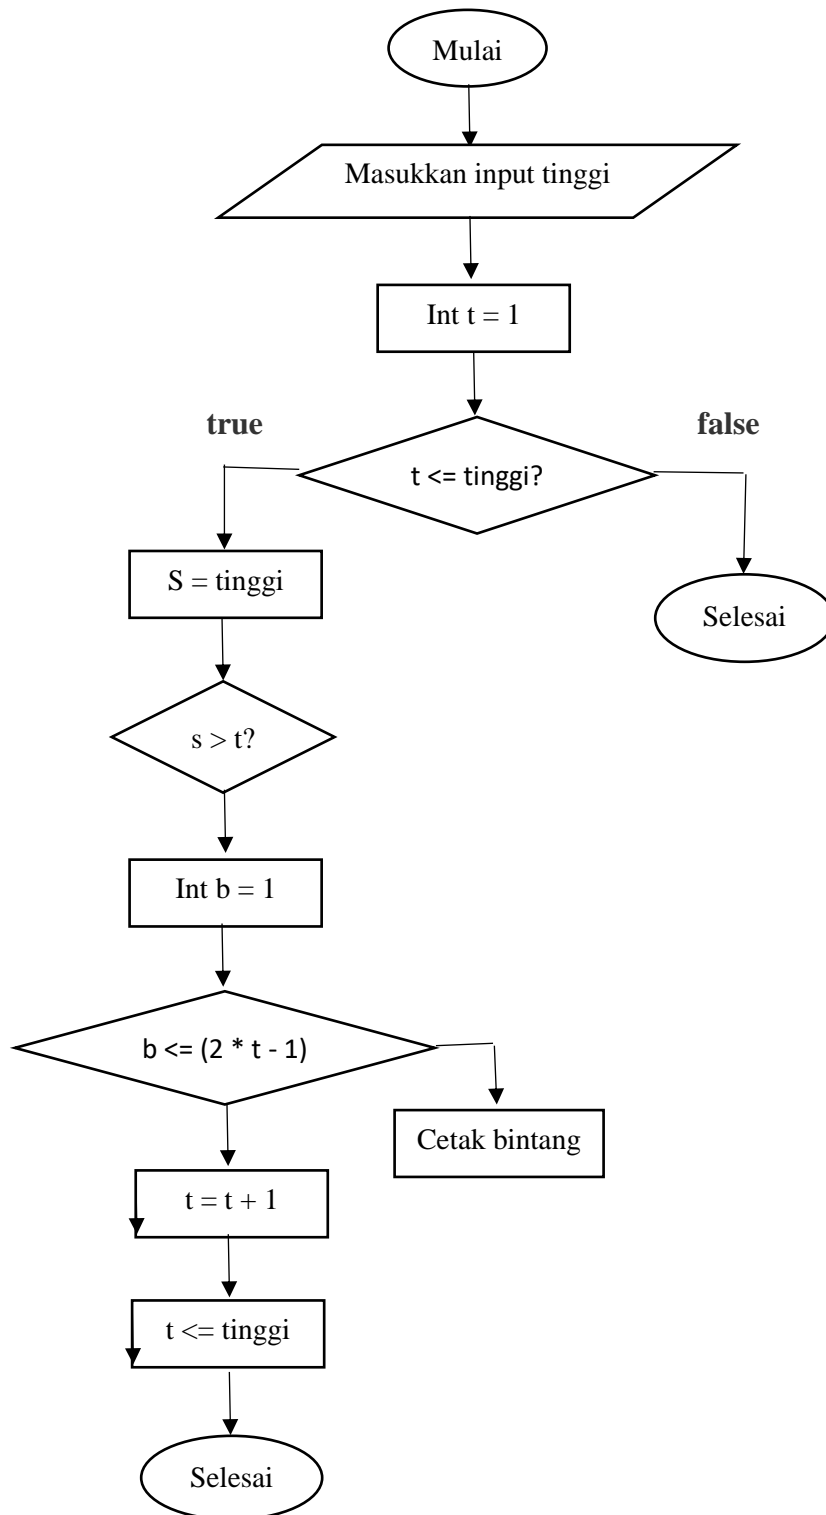 Mulai
Masukkan input tinggi
Int t = 1
true
false
t <= tinggi?
S = tinggi
Selesai
s > t?
Int b = 1
b <= (2 * t - 1)
Cetak bintang
t = t + 1
t <= tinggi
Selesai